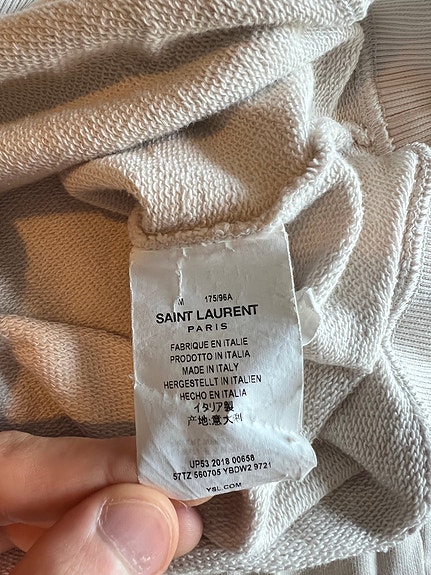 M 175/96A
SAINT LAURENT
PARIS
FABRIQUE EN ITALIE
PRODOTTO IN ITALIA
MADE IN ITALY
HERGESTELLT IN ITALIEN
HECHO EN ITALIA
イタリア製
产地:意大利
UP53 2018 00658
57TZ 560705 YBDW2 9721
YSL.COM